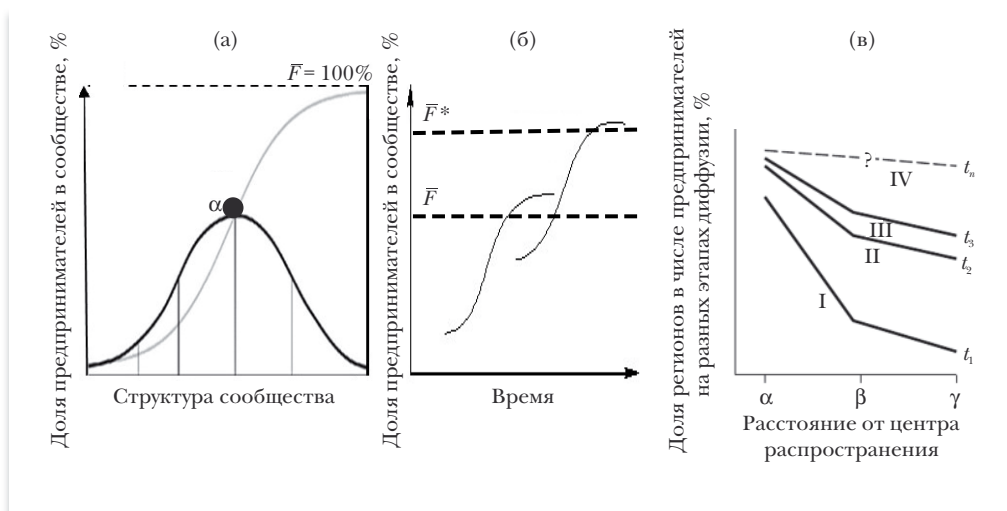 (а)
Доля предпринимателей в сообществе, %
F̅ = 100%
α
Структура сообщества
(б)
Доля предпринимателей в сообществе, %
F̅*
F̅
Время
(в)
Доля регионов в числе предпринимателей
на разных этапах диффузии, %
?
IV
tₙ
III
t₃
II
t₂
I
t₁
α β γ
Расстояние от центра
распространения